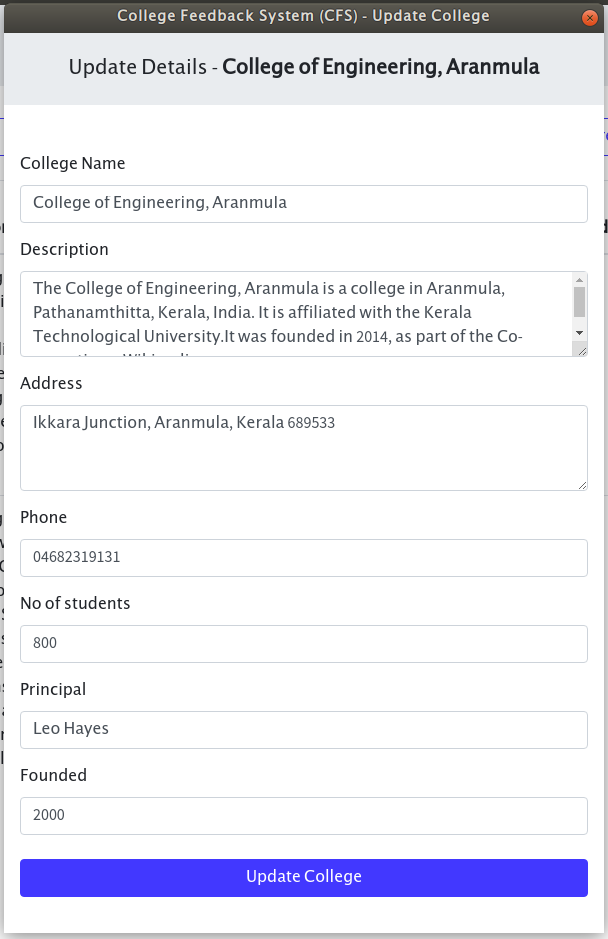 College Feedback System (CFS) - Update College
Update Details - College of Engineering, Aranmula
College Name
College of Engineering, Aranmula
Description
The College of Engineering, Aranmula is a college in Aranmula,
Pathanamthitta, Kerala, India. It is affiliated with the Kerala
Technological University.It was founded in 2014, as part of the Co-
Address
Ikkara Junction, Aranmula, Kerala 689533
Phone
04682319131
No of students
800
Principal
Leo Hayes
Founded
2000
Update College